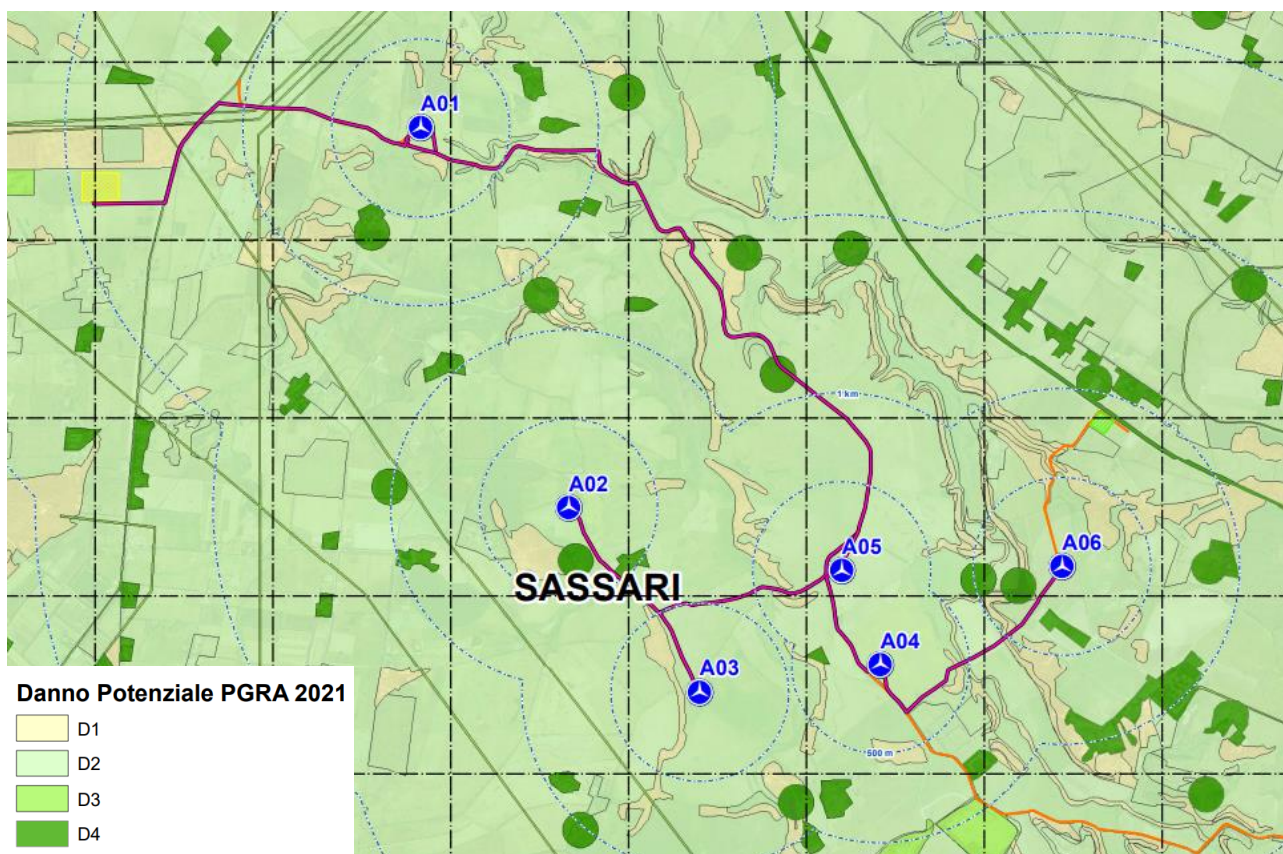 A01
1 km
A02
A05
A06
SASSARI
A04
A03
500 m
Danno Potenziale PGRA 2021
D1
D2
D3
D4